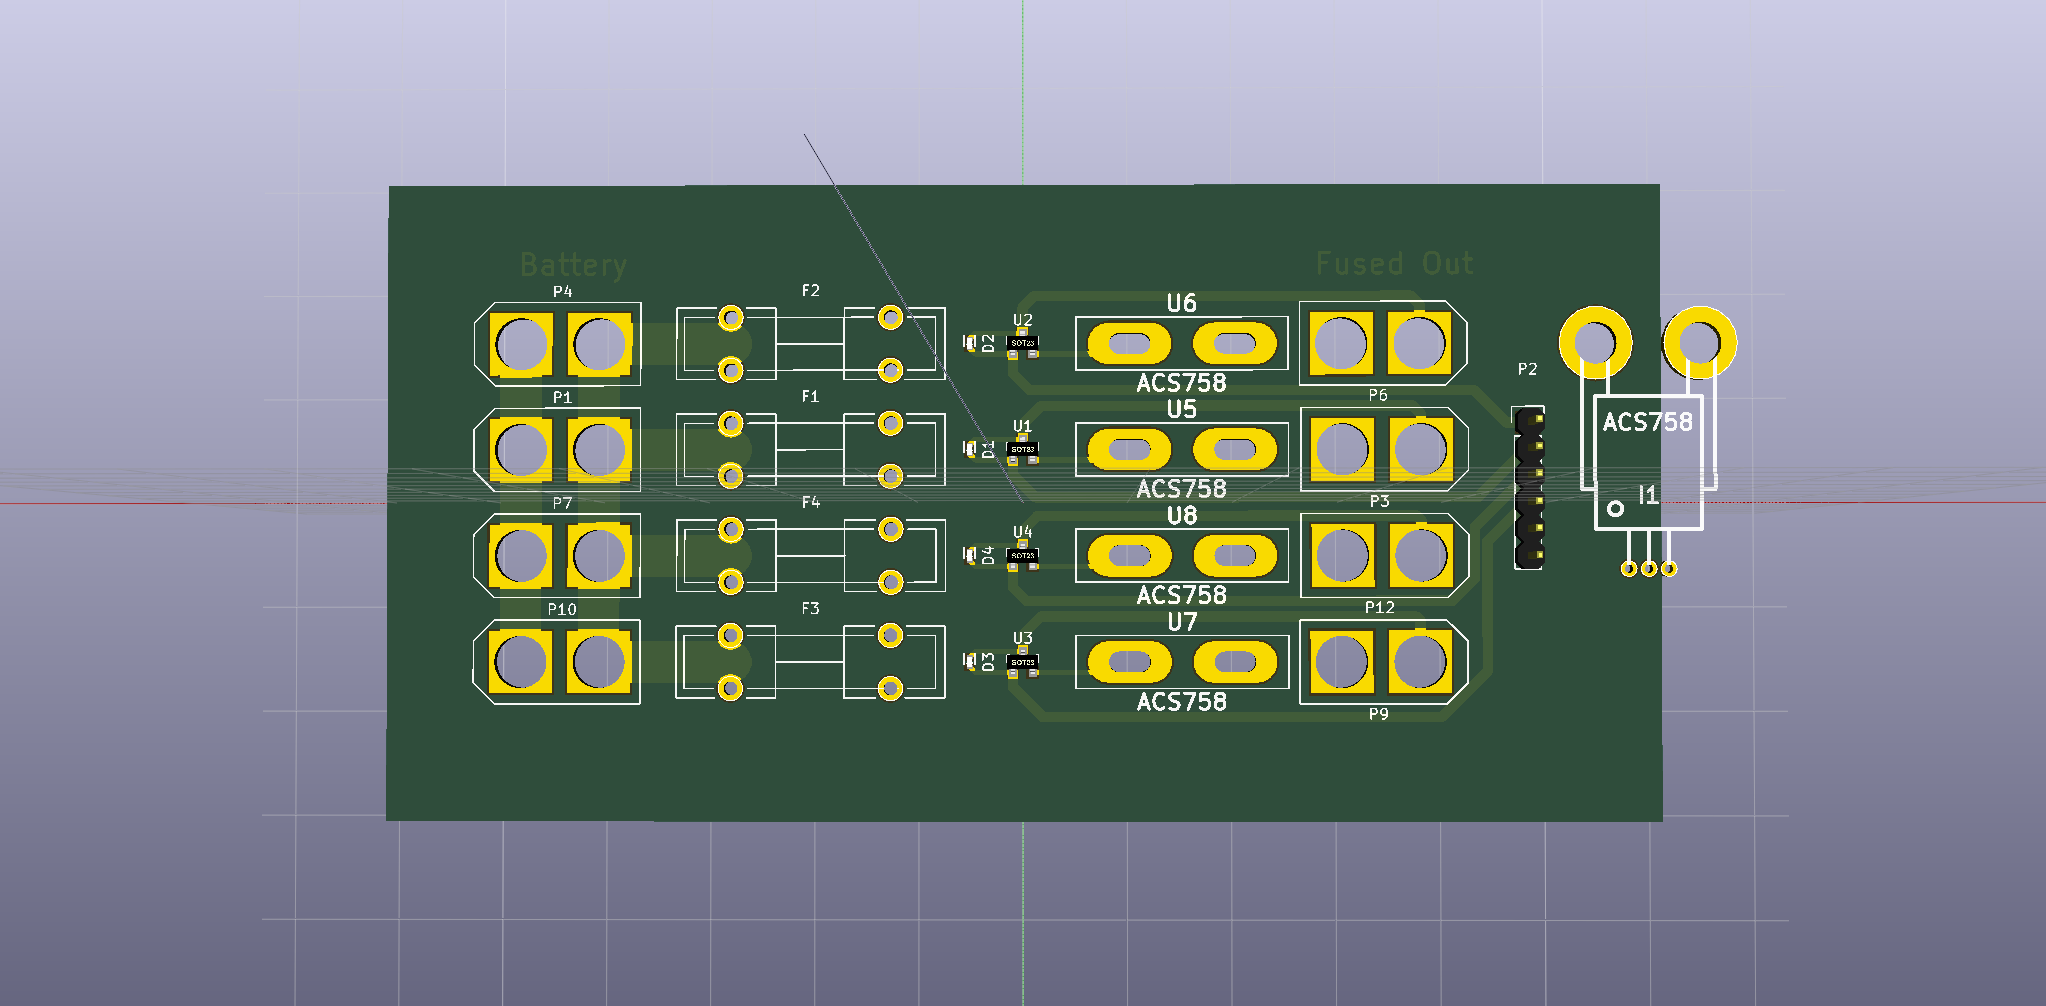 Battery
Fused Out
P4
F2
U6
U2
D2
ACS758
SOT23
P2
P1
F1
P6
U5
U1
D1
ACS758
SOT23
ACS758
P7
F4
P3
U8
I1
U4
D4
ACS758
SOT23
P10
F3
P12
U7
U3
D3
ACS758
SOT23
P9